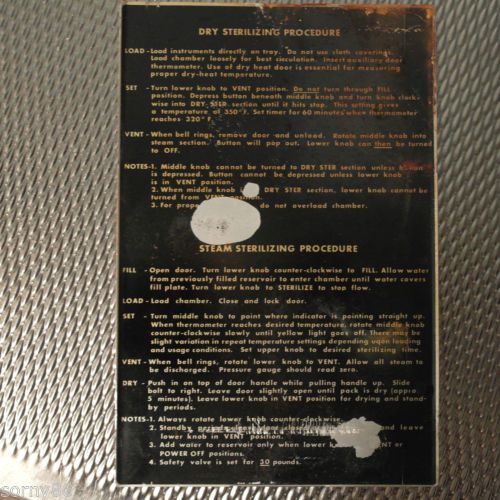 DRY STERILIZING PROCEDURE
LOAD - Load instruments directly on tray. Do not use cloth coverings.
Load chamber loosely for best circulation. Insert auxiliary door
thermometer. Use of dry heat door is essential for measuring
proper dry-heat temperature.
SET - Turn lower knob to VENT position. Do not turn through FILL
position. Depress button beneath middle knob and turn knob clock-
wise into DRY STER section until it hits stop. This setting gives
a temperature of 350° F. Set timer for 60 minutes when thermometer
reaches 320° F.
VENT - When bell rings, remove door and unload. Rotate middle knob into
steam section. Button will pop out. Lower knob can then be turned
to OFF.
NOTES-1. Middle knob cannot be turned to DRY STER section unless
is depressed. Button cannot be depressed unless lower knob
is in VENT position.
2. When middle knob DRY STER section, lower knob cannot be
turned from VENT position.
3. For do not overload chamber.
STEAM STERILIZING PROCEDURE
FILL - Open door. Turn lower knob counter-clockwise to FILL. Allow water
from previously filled reservoir to enter chamber until water covers
fill plate. Turn lower knob to STERILIZE to stop flow.
LOAD - Load chamber. Close and lock door.
SET - Turn middle knob to point where indicator is pointing straight up.
When thermometer reaches desired temperature, rotate middle knob
counter-clockwise slowly until yellow light goes off. There may be
slight variation in repeat temperature settings depending upon loading
and usage conditions. Set upper knob to desired sterilizing time.
VENT - When bell rings, rotate lower knob to VENT. Allow all steam to
be discharged. Pressure gauge should read zero.
DRY - Push in on top of door handle while pulling handle up. Slide
bolt to right. Leave door slightly open until pack is dry (appro.
5 minutes). Leave lower knob in VENT position for drying and stand-
by periods.
NOTES-1. Always rotate lower knob counter-clockwise.
2. Standby periods and leave
lower knob in VENT position.
3. Add water to reservoir only when lower knob VENT or
POWER OFF positions.
4. Safety valve is set for 30 pounds.